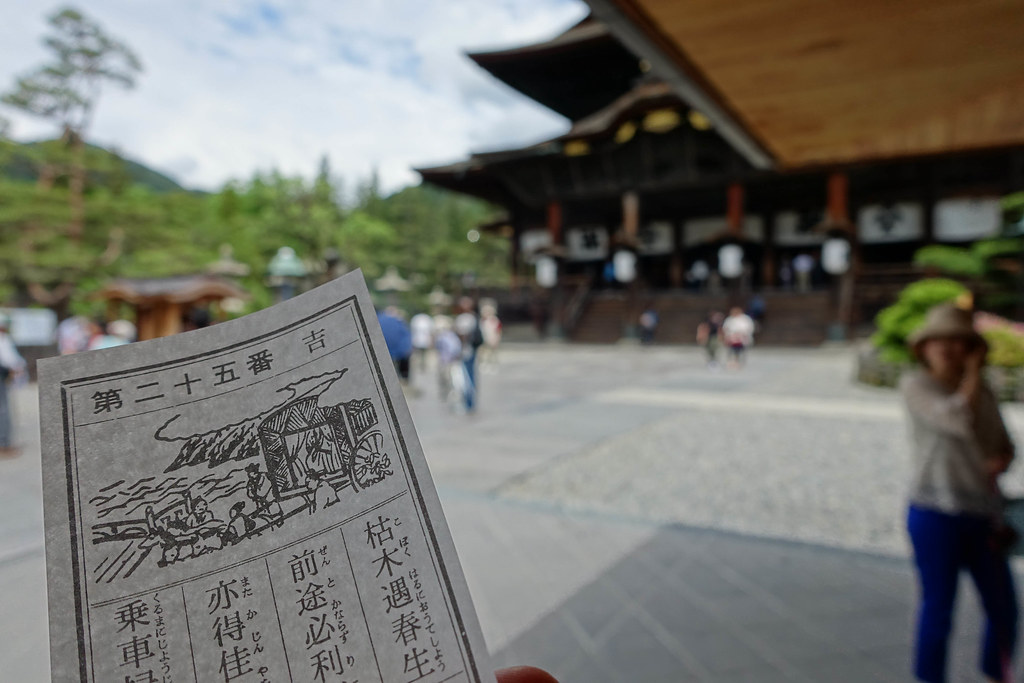 第二十五番 吉
枯木遇春生
こぼく はるにおうてしょう
前途必利
ぜんと かならずり
亦得佳
またか じんや
乗車
くるまにじょう